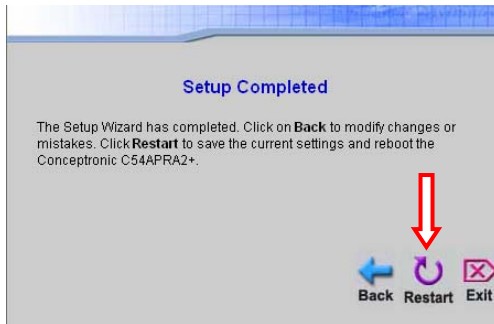 Setup Completed
The Setup Wizard has completed. Click on Back to modify changes or
mistakes. Click Restart to save the current settings and reboot the
Conceptronic C54APRA2+.
Back Restart Exit